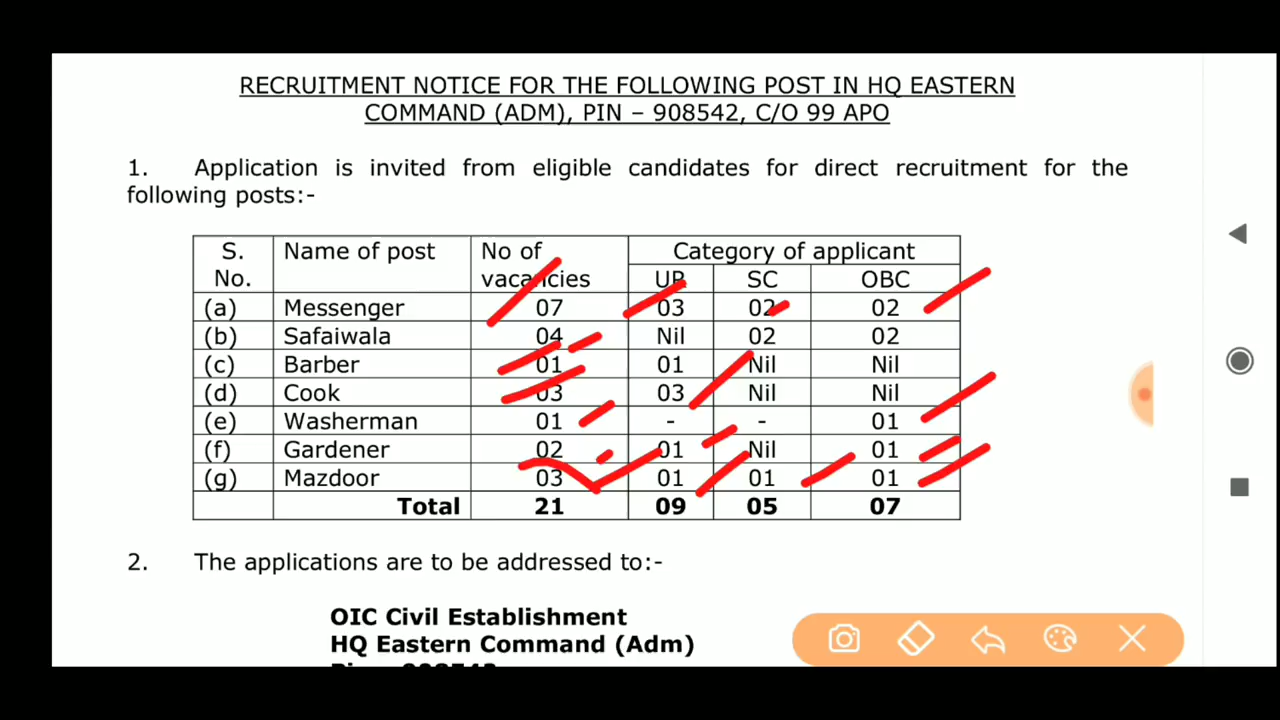 RECRUITMENT NOTICE FOR THE FOLLOWING POST IN HQ EASTERN
COMMAND (ADM), PIN – 908542, C/O 99 APO
1. Application is invited from eligible candidates for direct recruitment for the
following posts:-
S. No. Name of post No of vacancies Category of applicant
UR SC OBC
(a) Messenger 07 03 02 02
(b) Safaiwala 04 Nil 02 02
(c) Barber 01 01 Nil Nil
(d) Cook 03 03 Nil Nil
(e) Washerman 01 - - 01
(f) Gardener 02 01 Nil 01
(g) Mazdoor 03 01 01 01
Total 21 09 05 07
2. The applications are to be addressed to:-
OIC Civil Establishment
HQ Eastern Command (Adm)